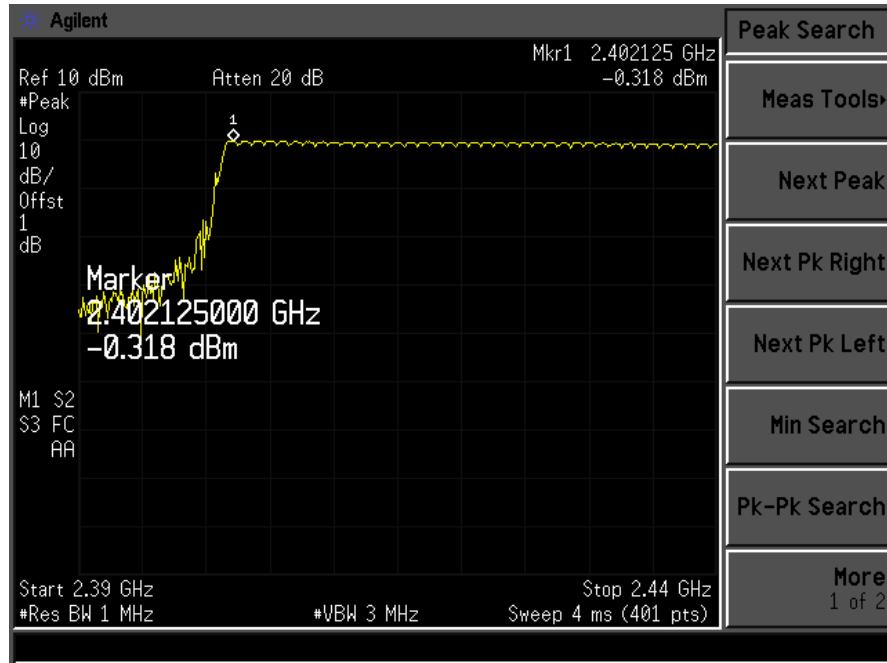 Agilent
Peak Search
Mkr1 2.402125 GHz
Ref 10 dBm Atten 20 dB -0.318 dBm
#Peak
Log
10
dB/
Offst
1
dB
1
Marker
2.402125000 GHz
-0.318 dBm
M1 S2
S3 FC
AA
Start 2.39 GHz Stop 2.44 GHz
#Res BW 1 MHz #VBW 3 MHz Sweep 4 ms (401 pts)
Meas Tools
Next Peak
Next Pk Right
Next Pk Left
Min Search
Pk-Pk Search
More
1 of 2